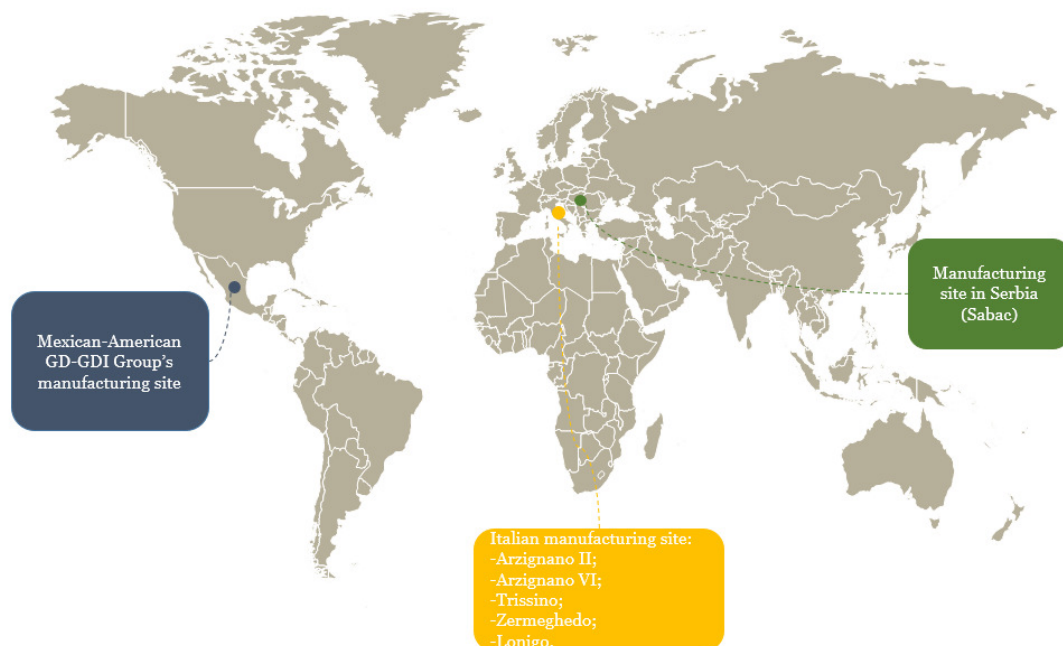 Mexican-American
GD-GDI Group's
manufacturing site
Manufacturing
site in Serbia
(Sabac)
Italian manufacturing site:
-Arzignano II;
-Arzignano VI;
-Trissino;
-Zermeghedo;
-Lonigo.